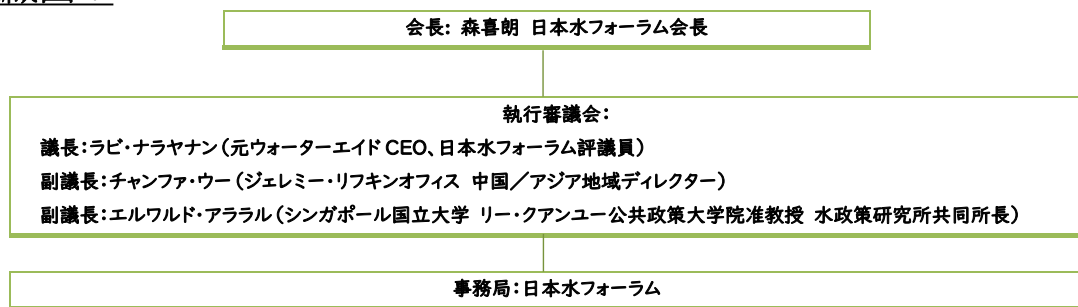 会長: 森喜朗 日本水フォーラム会長
執行審議会:
議長:ラビ・ナラヤナン(元ウォーターエイド CEO、日本水フォーラム評議員)
副議長:チャンファ・ウー(ジェレミー・リフキンオフィス 中国/アジア地域ディレクター)
副議長:エルワルド・アララル(シンガポール国立大学 リー・クアンユー公共政策大学院准教授 水政策研究所共同所長)
事務局:日本水フォーラム